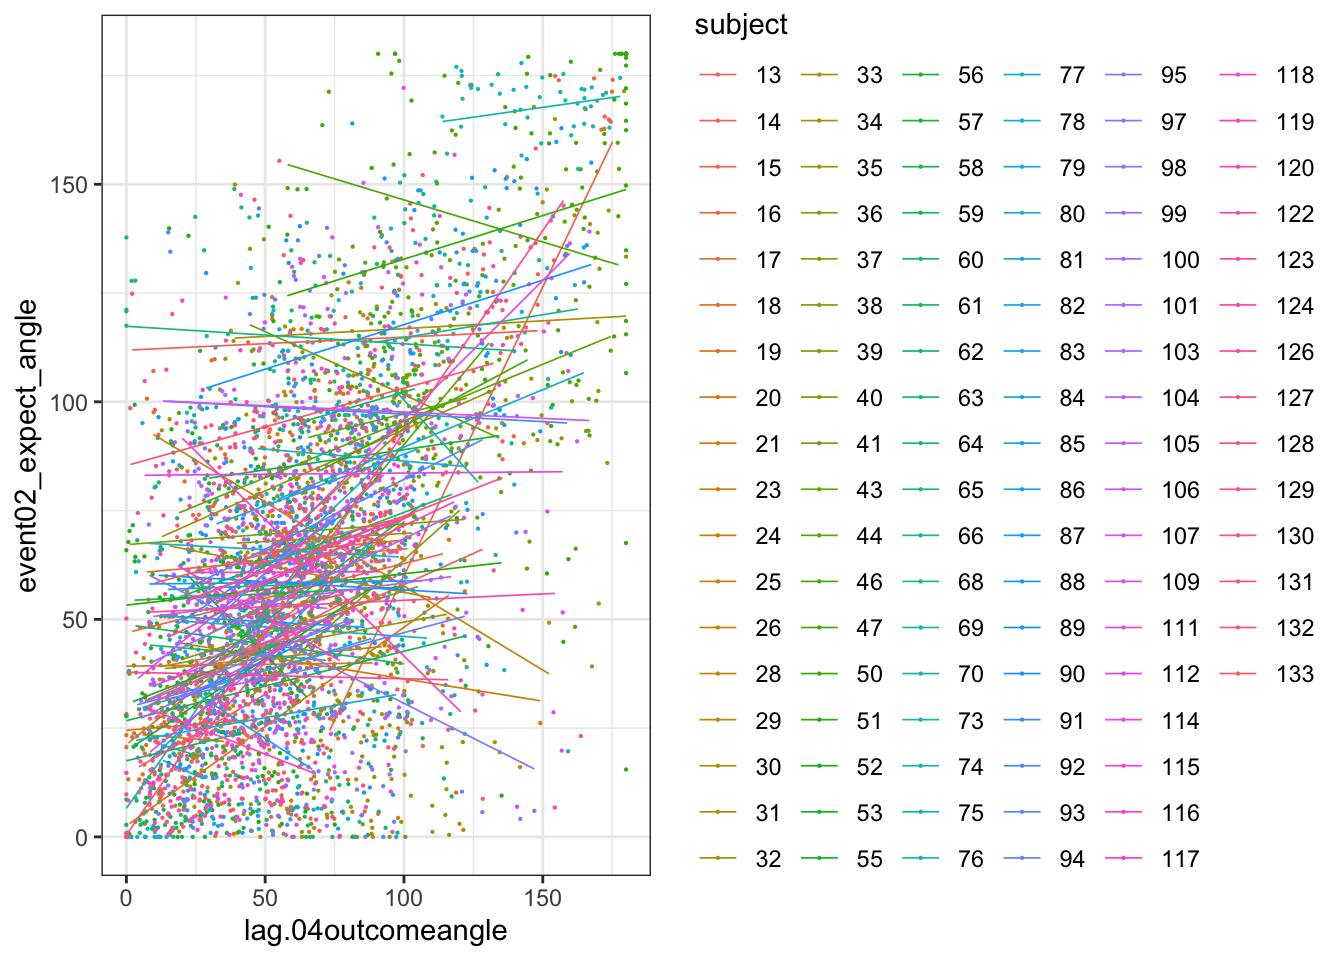 subject
13 33 56 77 95 118
14 34 57 78 97 119
15 35 58 79 98 120
16 36 59 80 99 122
17 37 60 81 100 123
18 38 61 82 101 124
19 39 62 83 103 126
20 40 63 84 104 127
21 41 64 85 105 128
23 43 65 86 106 129
24 44 66 87 107 130
25 46 68 88 109 131
26 47 69 89 111 132
28 50 70 90 112 133
29 51 73 91 114
30 52 74 92 115
31 53 75 93 116
32 55 76 94 117
event02_expect_angle
150
100
50
0
0 50 100 150
lag.04outcomeangle